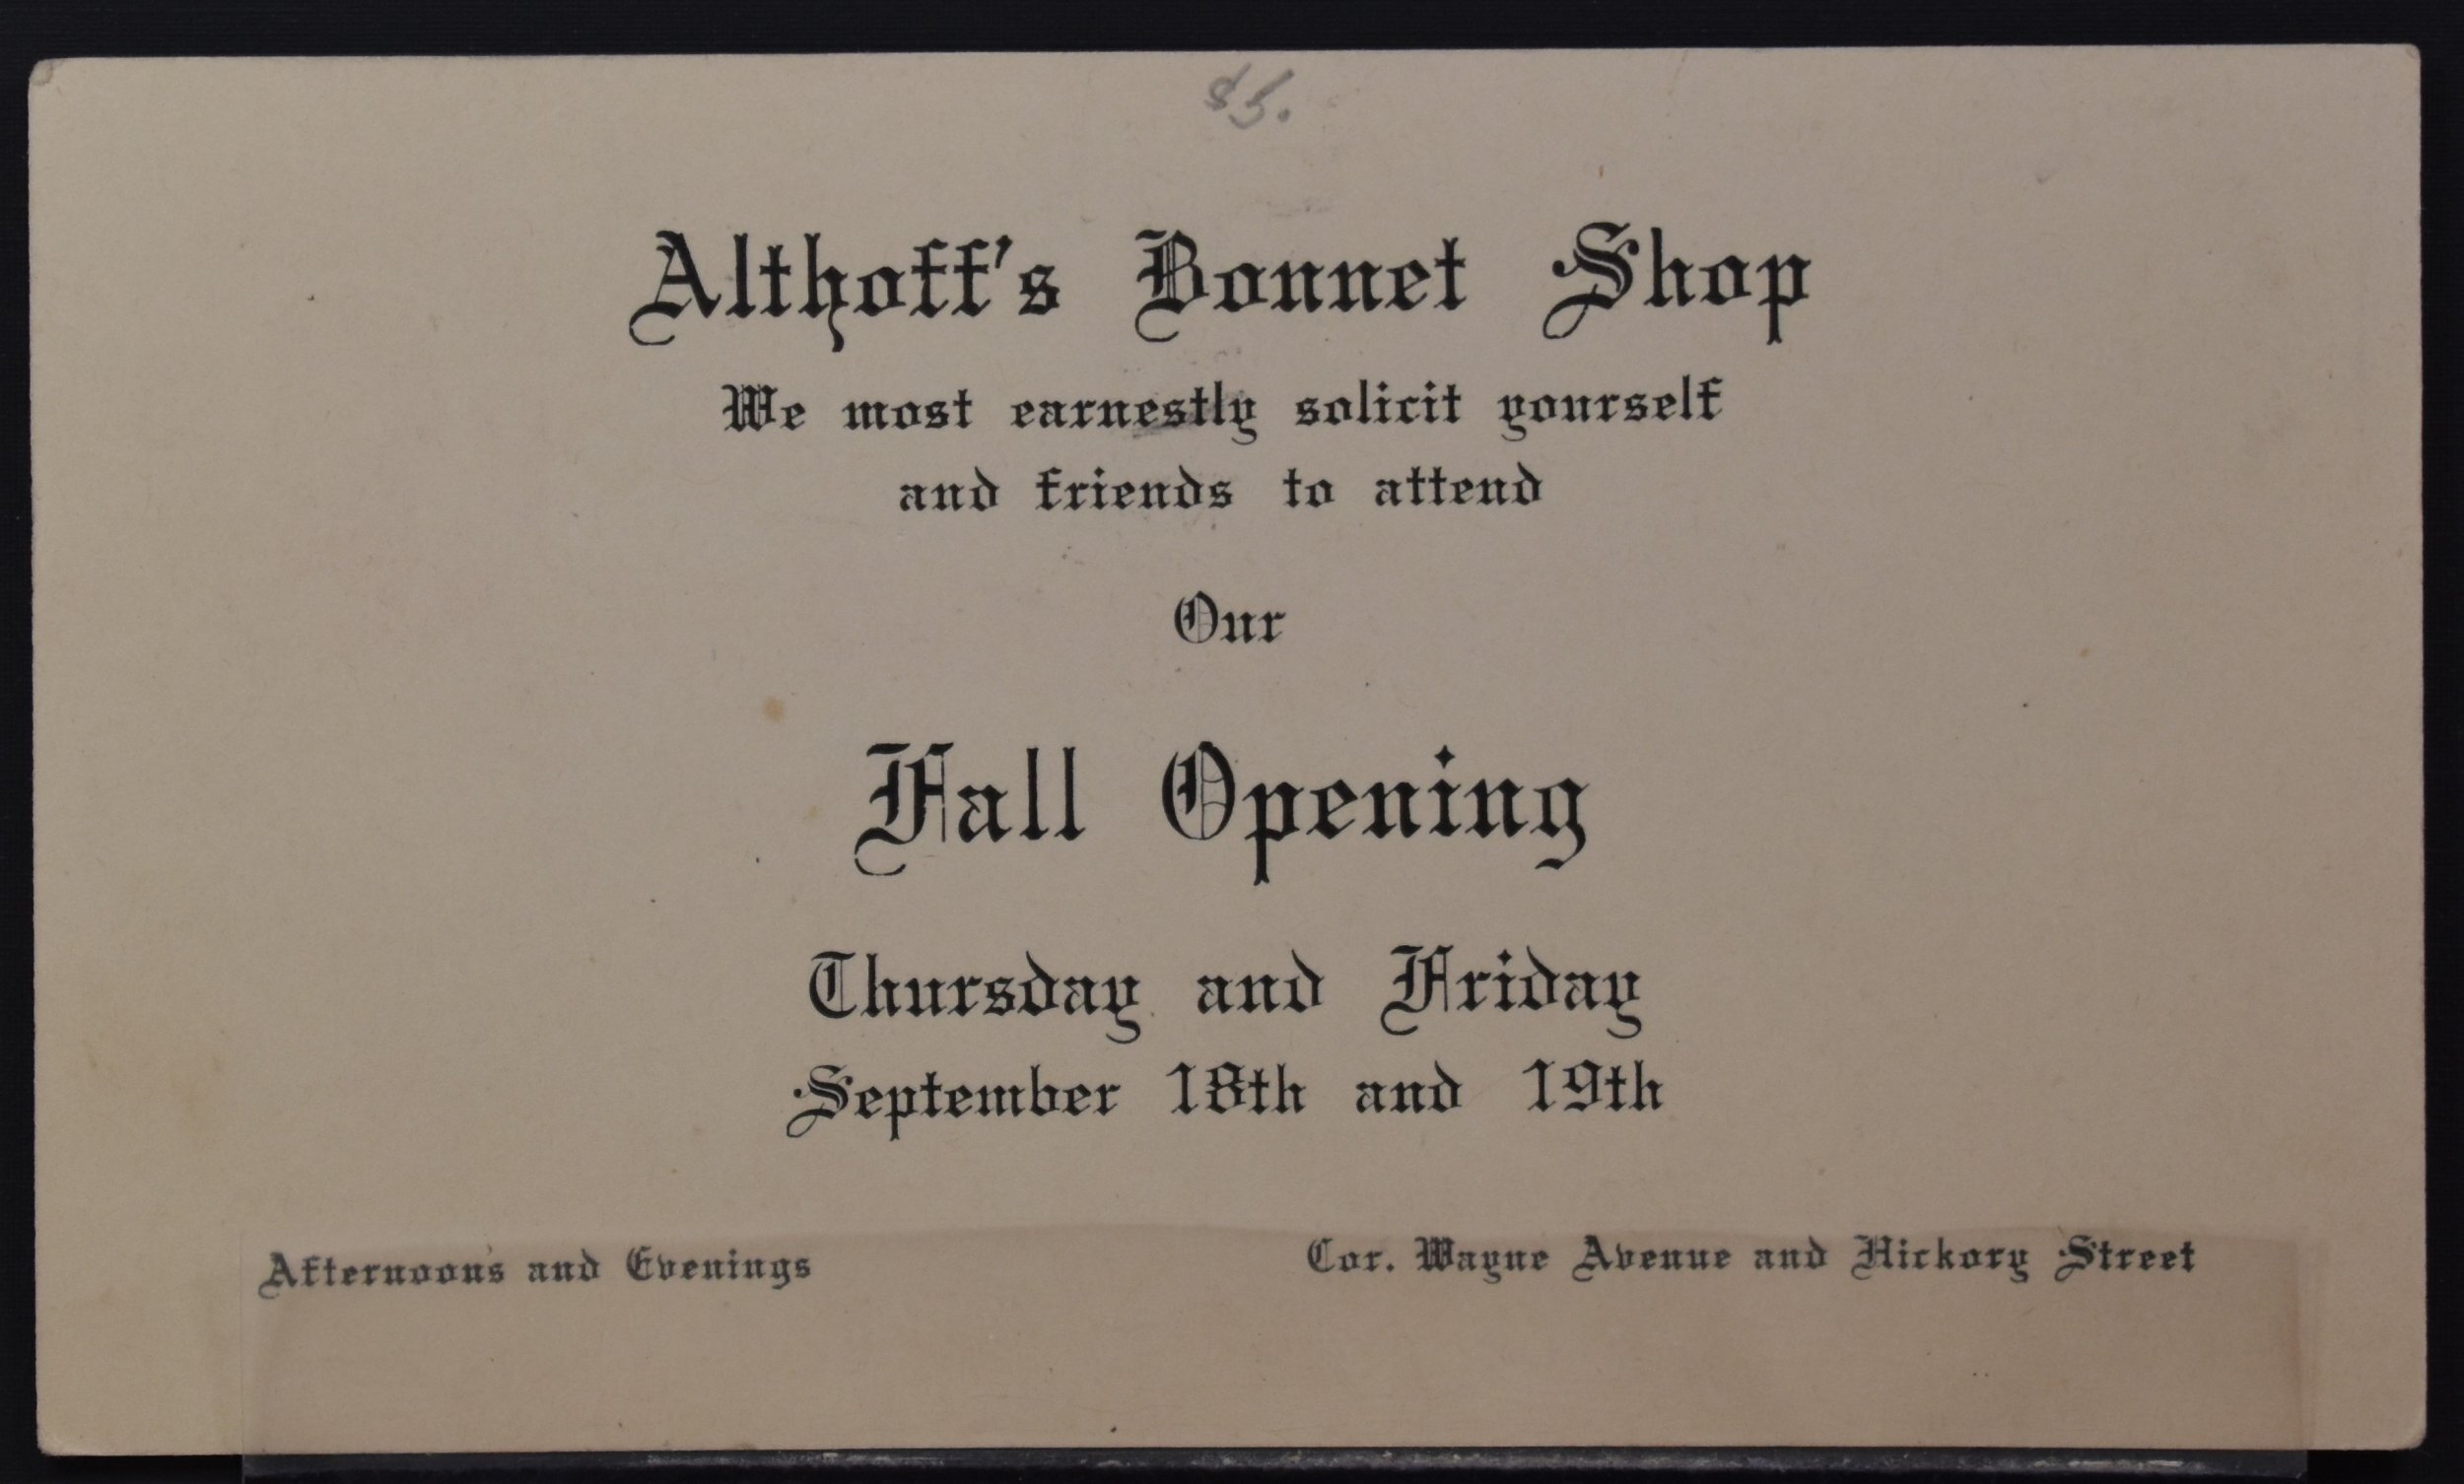 $5.
Althoff's Bonnet Shop
We most earnestly solicit yourself
and friends to attend
Our
Fall Opening
Thursday and Friday
September 18th and 19th
Afternoons and Evenings
Cor. Wayne Avenue and Hickory Street